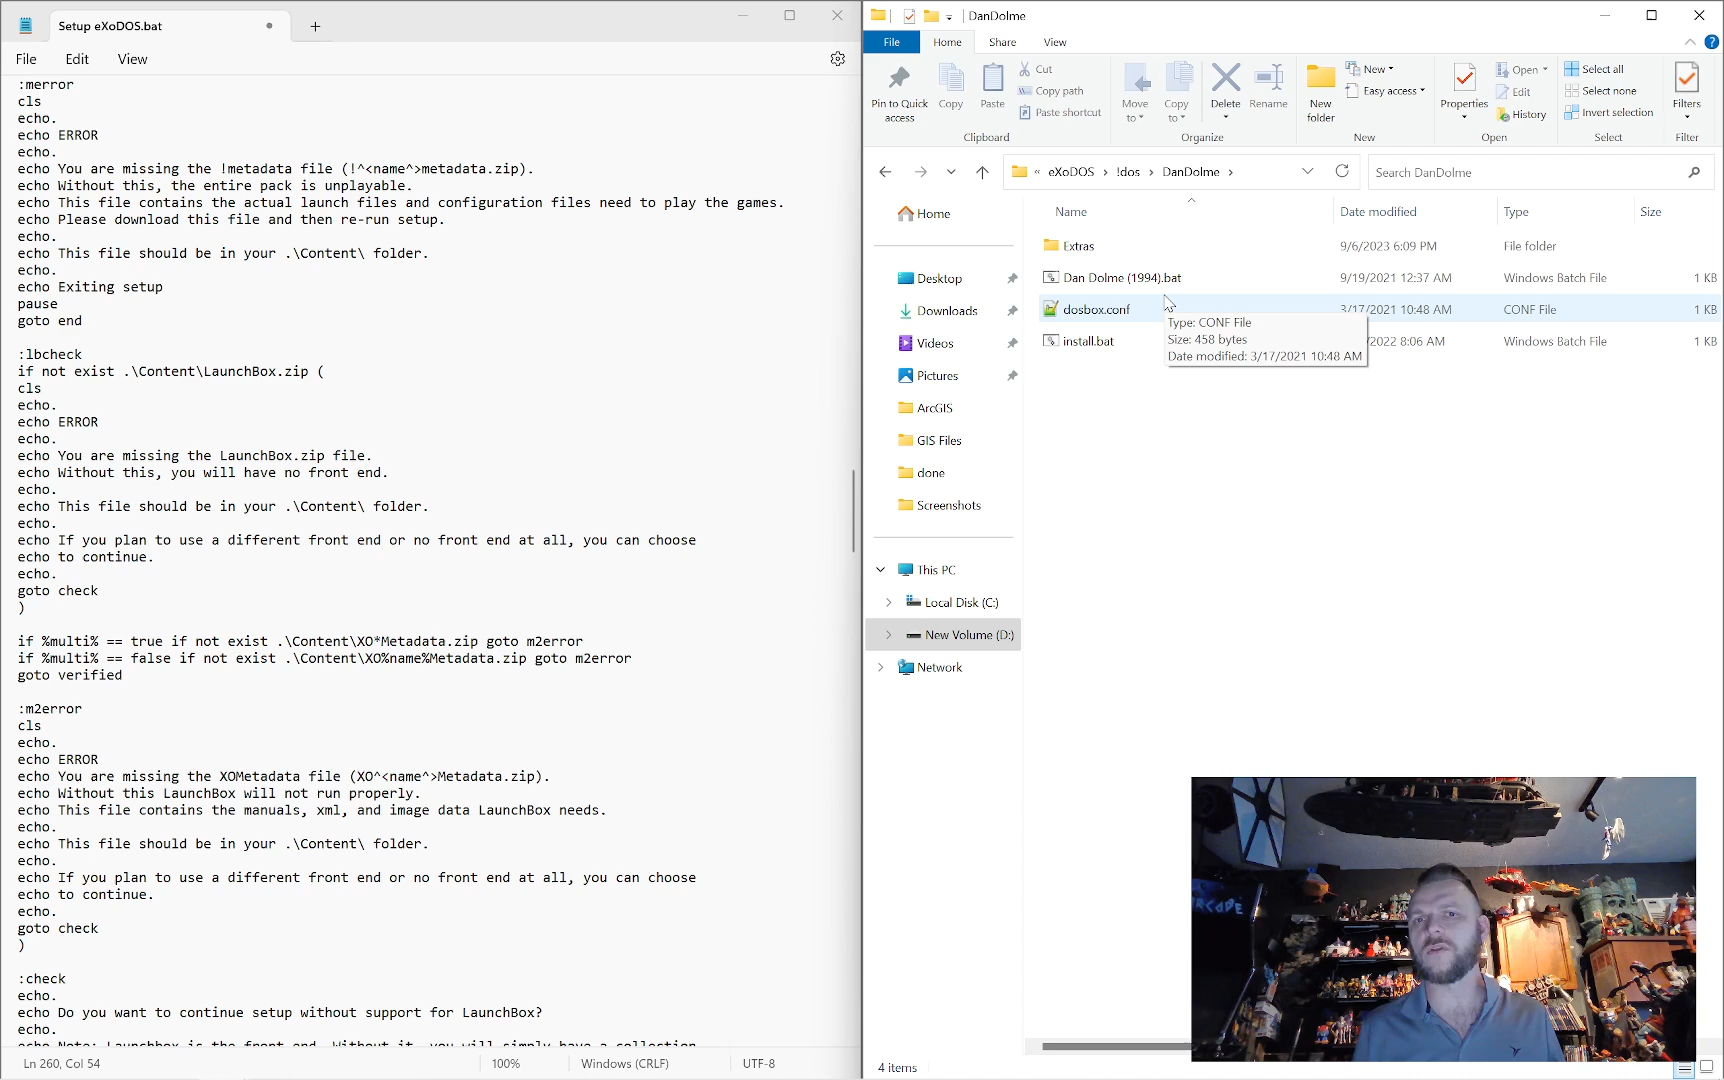 Setup eXoDOS.bat
File Edit View
:merror
cls
echo.
echo ERROR
echo.
echo You are missing the !metadata file (!^<name^>metadata.zip).
echo Without this, the entire pack is unplayable.
echo This file contains the actual launch files and configuration files need to play the games.
echo Please download this file and then re-run setup.
echo.
echo This file should be in your .\Content\ folder.
echo.
echo Exiting setup
pause
goto end
:lbcheck
if not exist .\Content\LaunchBox.zip (
cls
echo.
echo ERROR
echo.
echo You are missing the LaunchBox.zip file.
echo Without this, you will have no front end.
echo.
echo This file should be in your .\Content\ folder.
echo.
echo If you plan to use a different front end or no front end at all, you can choose
echo to continue.
echo.
goto check
)
if %multi% == true if not exist .\Content\XO*Metadata.zip goto m2error
if %multi% == false if not exist .\Content\XO%name%Metadata.zip goto m2error
goto verified
:m2error
cls
echo.
echo ERROR
echo You are missing the XOMetadata file (XO^<name^>Metadata.zip).
echo Without this LaunchBox will not run properly.
echo This file contains the manuals, xml, and image data LaunchBox needs.
echo.
echo This file should be in your .\Content\ folder.
echo.
echo If you plan to use a different front end or no front end at all, you can choose
echo to continue.
echo.
goto check
)
:check
echo.
echo Do you want to continue setup without support for LaunchBox?
echo.
echo Note: Launchbox is the front end. Without it, you will simply have a collection
Ln 260, Col 54 100% Windows (CRLF) UTF-8
DanDolme
File Home Share View
Pin to Quick access
Copy
Paste
Cut
Copy path
Paste shortcut
Clipboard
Move to
Copy to
Delete
Rename
Organize
New folder
New
Easy access
New
Properties
Open
Edit
History
Open
Select all
Select none
Invert selection
Select
Filters
Filter
« eXoDOS › !dos › DanDolme ›
Search DanDolme
Home
Desktop
Downloads
Videos
Pictures
ArcGIS
GIS Files
done
Screenshots
This PC
Local Disk (C:)
New Volume (D:)
Network
Name Date modified Type Size
Extras 9/6/2023 6:09 PM File folder
Dan Dolme (1994).bat 9/19/2021 12:37 AM Windows Batch File 1 KB
dosbox.conf 3/17/2021 10:48 AM CONF File 1 KB
install.bat /2022 8:06 AM Windows Batch File 1 KB
Type: CONF File
Size: 458 bytes
Date modified: 3/17/2021 10:48 AM
4 items